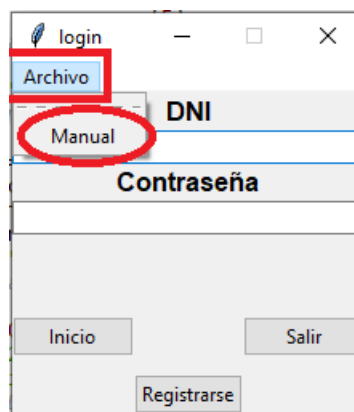 login
Archivo
DNI
Manual
Contraseña
Inicio Salir
Registrarse